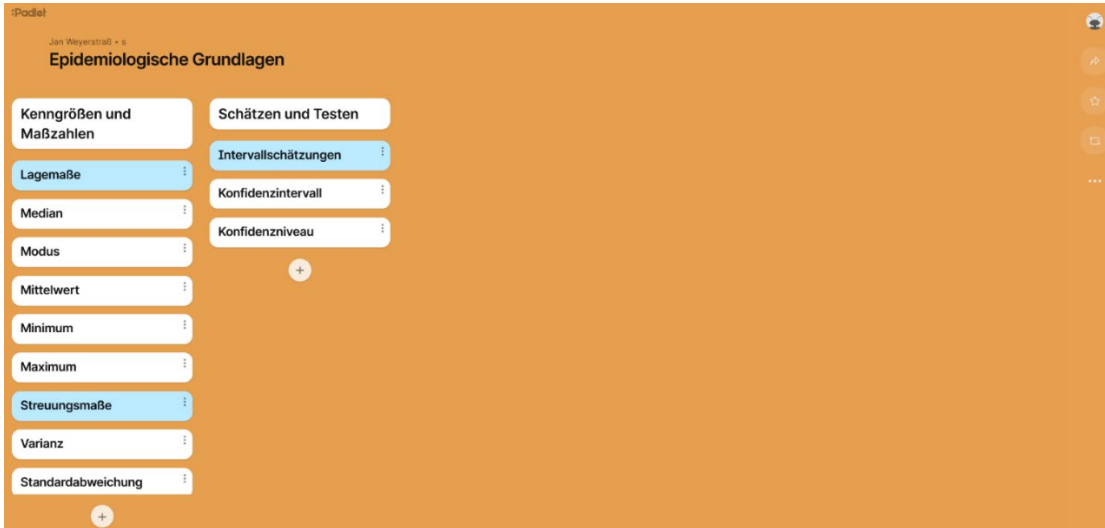 :Padlet
Jan Weyerstraß • s
Epidemiologische Grundlagen
Kenngrößen und
Maßzahlen
Lagemaße
Median
Modus
Mittelwert
Minimum
Maximum
Streuungsmaße
Varianz
Standardabweichung
Schätzen und Testen
Intervallschätzungen
Konfidenzintervall
Konfidenzniveau